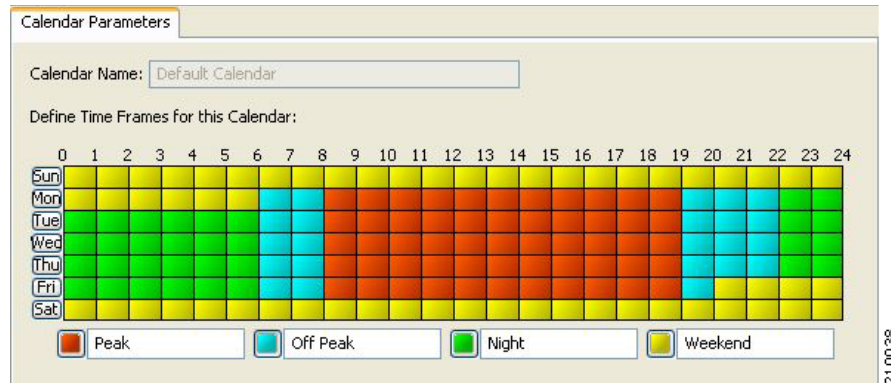 Calendar Parameters
Calendar Name: Default Calendar
Define Time Frames for this Calendar:
0 1 2 3 4 5 6 7 8 9 10 11 12 13 14 15 16 17 18 19 20 21 22 23 24
Sun
Mon
Tue
Wed
Thu
Fri
Sat
Peak Off Peak Night Weekend
210038